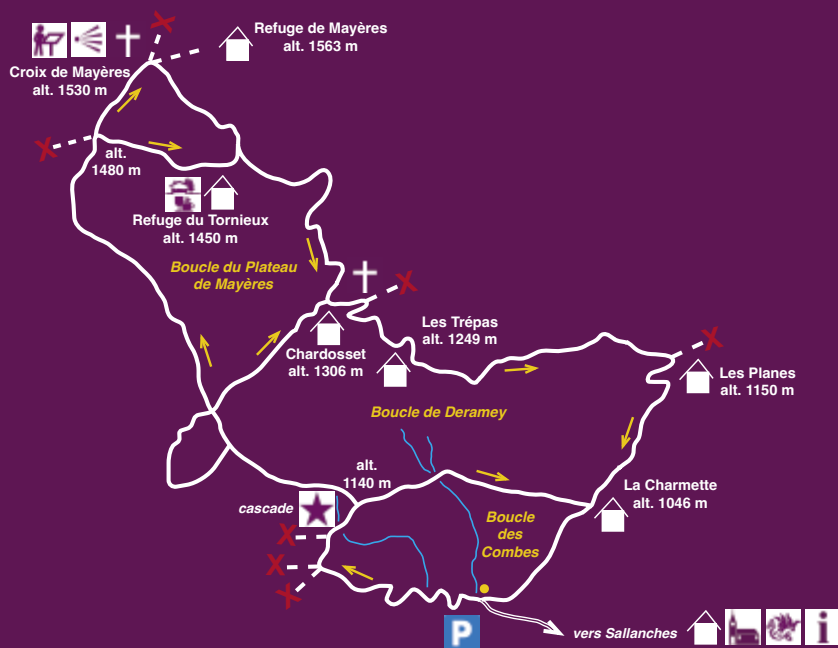 Refuge de Mayères
alt. 1563 m
Croix de Mayères
alt. 1530 m
alt.
1480 m
Refuge du Tornieux
alt. 1450 m
Boucle du Plateau
de Mayères
Chardosset
alt. 1306 m
Les Trépas
alt. 1249 m
Les Planes
alt. 1150 m
Boucle de Deramey
alt.
1140 m
cascade
La Charmette
alt. 1046 m
Boucle
des
Combes
P
vers Sallanches
i